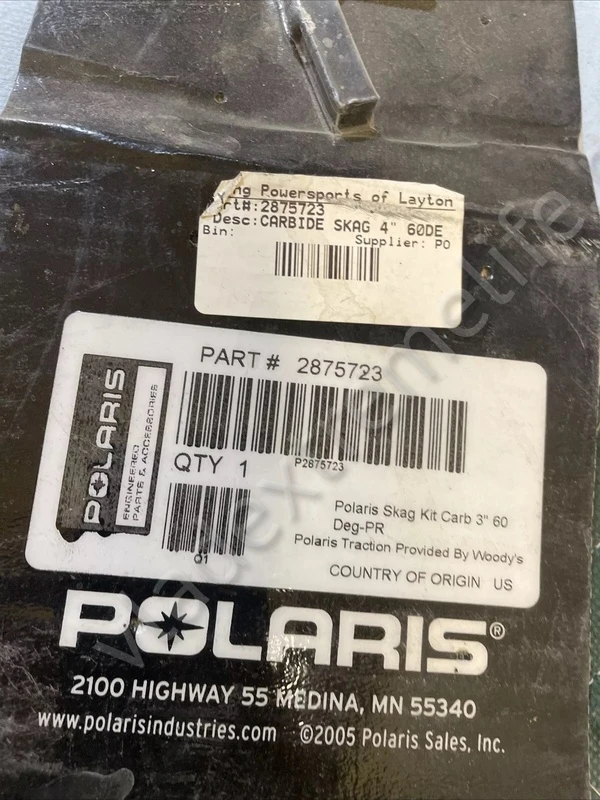 ng Powersports of Layton
rt#:2875723
Desc:CARBIDE SKAG 4" 60DE
Bin:
Supplier: PO
PART # 2875723
P2875723
QTY 1
01
POLARIS
ENGINEERED
PARTS & ACCESSORIES
Polaris Skag Kit Carb 3" 60
Deg-PR
Polaris Traction Provided By Woody's
COUNTRY OF ORIGIN US
POLARIS®
2100 HIGHWAY 55 MEDINA, MN 55340
www.polarisindustries.com ©2005 Polaris Sales, Inc.